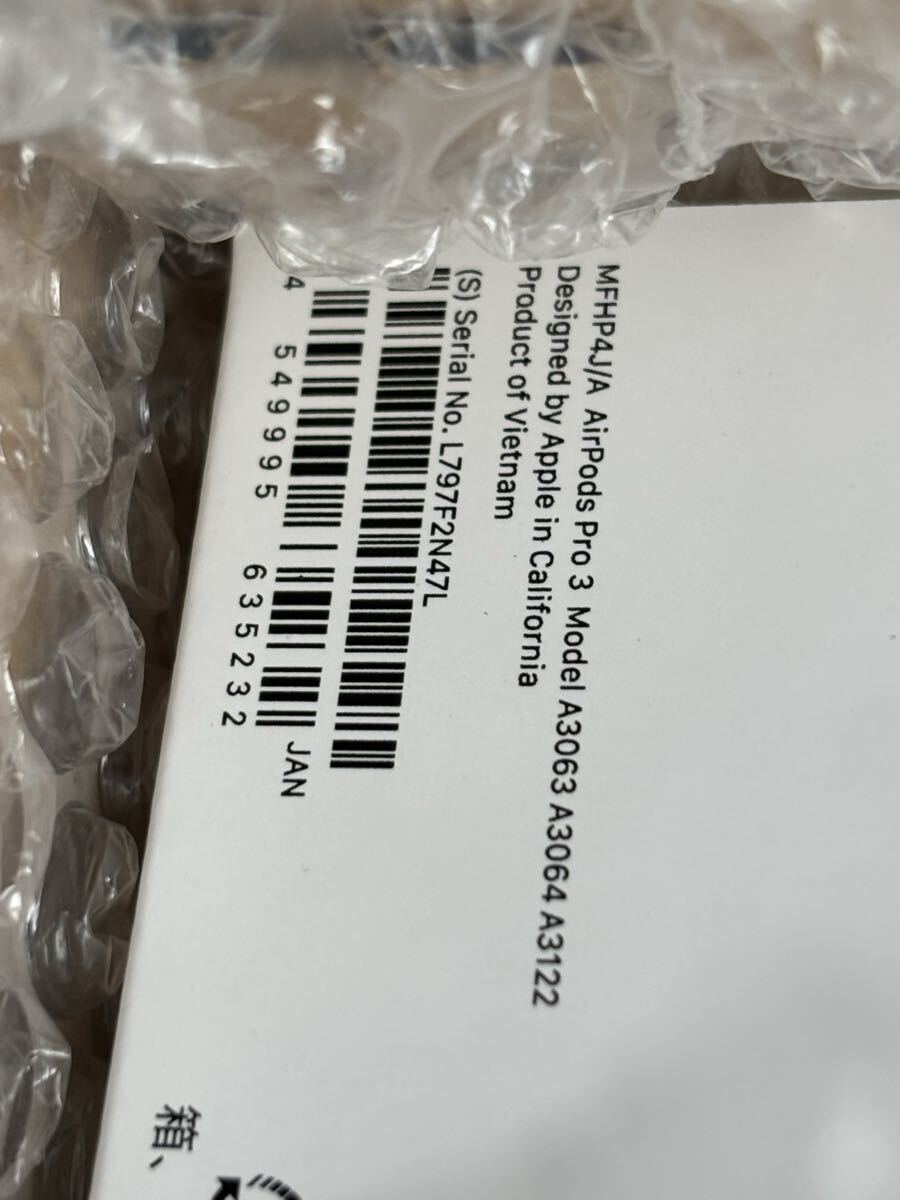 MFHP4J/A AirPods Pro 3 Model A3063 A3064 A3122
Designed by Apple in California
Product of Vietnam
(S) Serial No. L797F2N47L
4 549995 635232
JAN
箱、